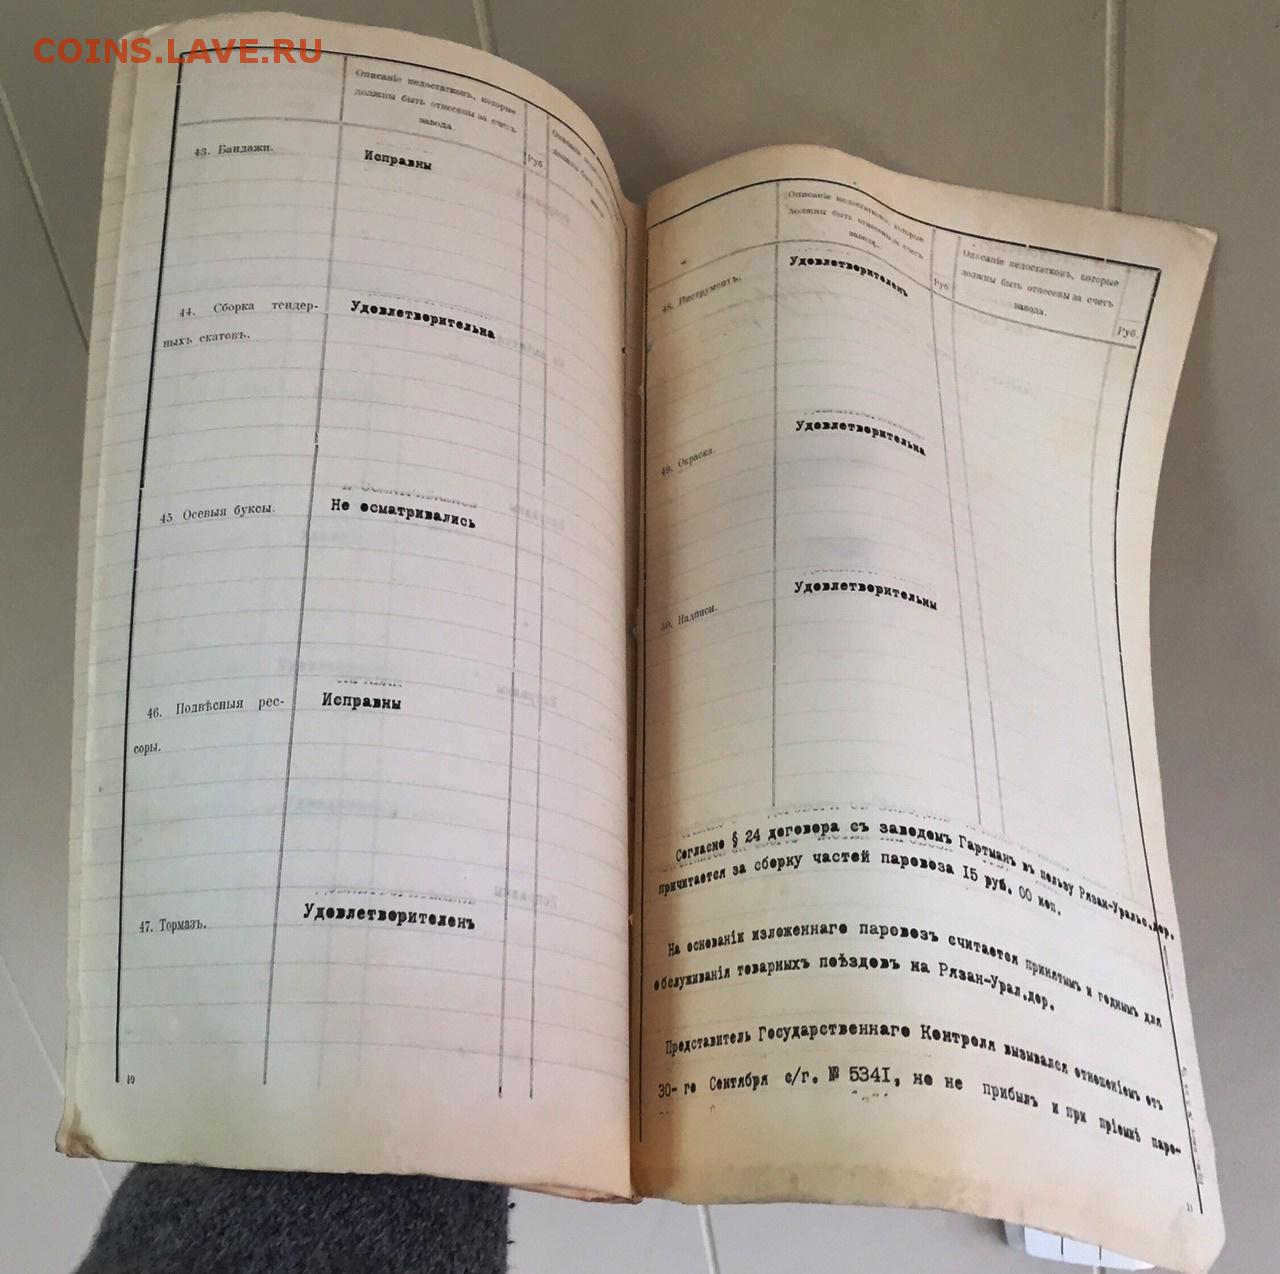 COINS.LAVE.RU
Описаніе недостатковъ, которые
должны быть отнесены за счетъ
завода.
Руб
43. Бандажи.
Исправны
44. Сборка тендер-
ныхъ скатовъ.
Удовлетворительна
45 Осевыя буксы.
Не осматривались
46. Подвѣсныя рес-
соры.
Исправны
47. Тормазъ.
Удовлетворителенъ
10
Описаніе недостатковъ, которые
должны быть отнесены за счетъ
завода.
Руб
Описаніе недостатковъ, которые
должны быть отнесены за счетъ
завода.
Руб.
48. Инструментъ.
Удовлетворителенъ
49. Окраска.
Удовлетворительна
50. Надписи.
Удовлетворительны
Согласно § 24 договора съ заводомъ Гартманъ въ пользу Рязан-Уральс.дор.
причитается за сборку частей паровоза 15 руб. 00 коп.
На основаніи изложеннаго паровозъ считается принятымъ и годнымъ для
обслуживанія товарныхъ поѣздовъ на Рязан-Урал.дор.
Представитель Государственнаго Контроля вызывался отношеніемъ отъ
30-го Сентября с/г. № 5341, но не прибылъ и при пріемкѣ паро-
11